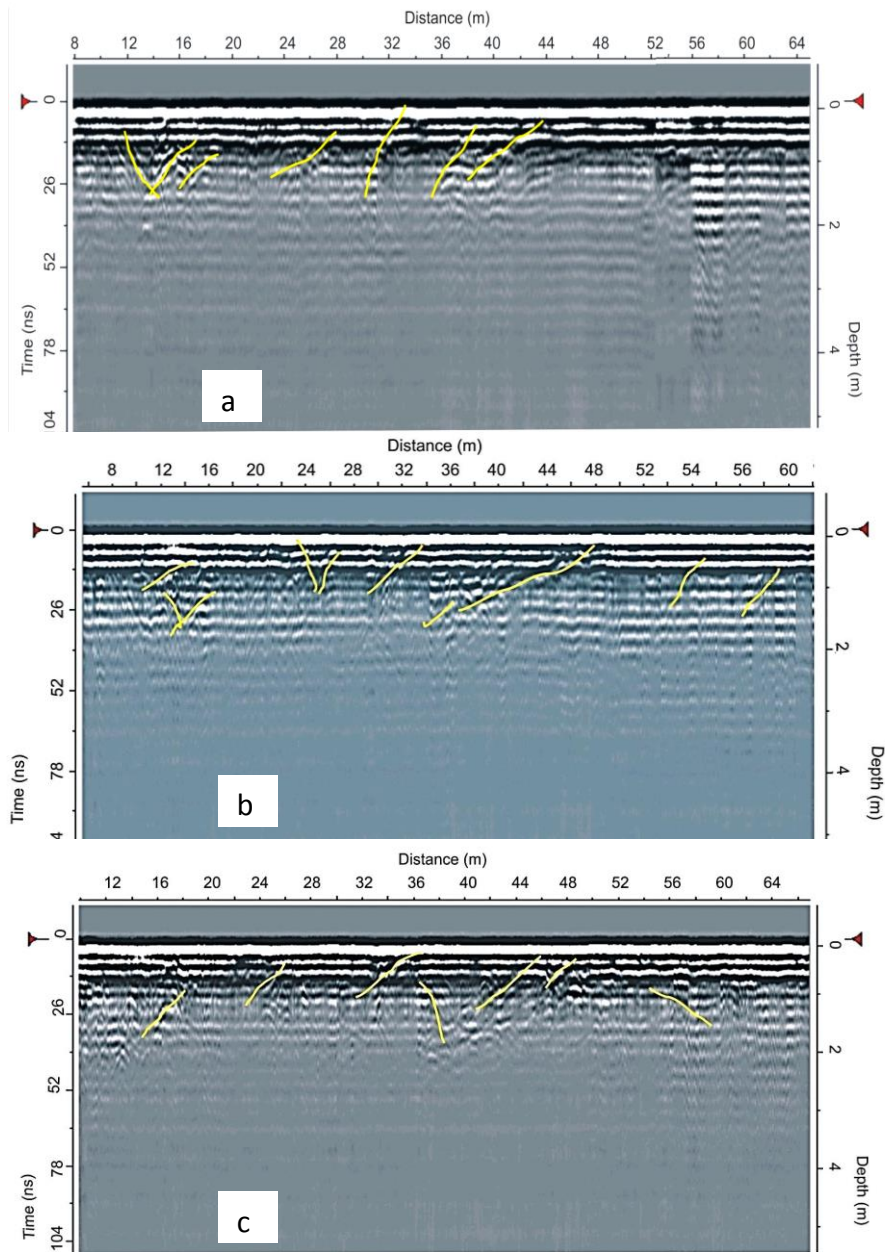 Distance (m)
8 12 16 20 24 28 32 36 40 44 48 52 56 60 64
0 26 52 78 04
Time (ns)
0 2 4
Depth (m)
a
Distance (m)
8 12 16 20 24 28 32 36 40 44 48 52 56 60
0 26 52 78 4
Time (ns)
0 2 4
Depth (m)
b
Distance (m)
12 16 20 24 28 32 36 40 44 48 52 56 60 64
0 26 52 78 104
Time (ns)
0 2 4
Depth (m)
c